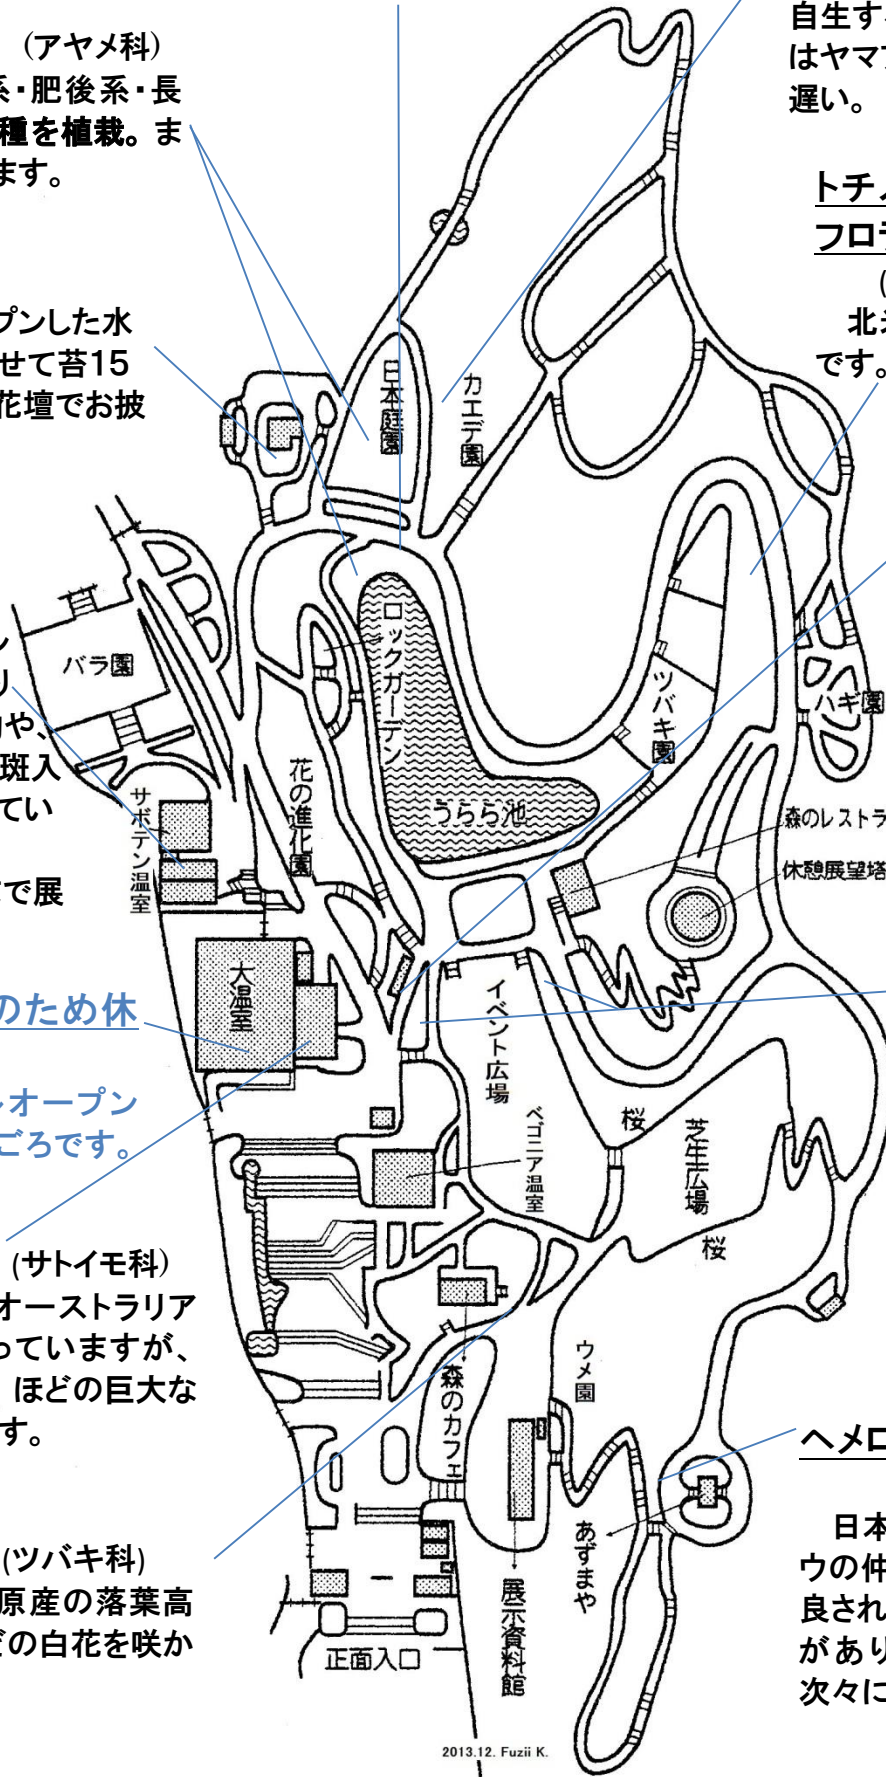 自生す
はヤマ
遅い。
(アヤメ科)
系・肥後系・長
種を植栽。ま
ます。
トチノ
フロ
(
北
です。
プンした水
せて苔15
花壇でお披
日本庭園
カエデ園
ロックガーデン
うらら池
ツバキ園
ハギ園
バラ園
ン
リ
や、
斑入
てい
で展
サボテン温室
花の進化園
森のレストラ
休憩展望塔
大温室
イベント広場
のため休
ルオープン
ごろです。
ベゴニア温室
桜
芝生広場
桜
(サトイモ科)
オーストラリア
っていますが、
ほどの巨大な
す。
森のカフェ
ウメ園
あずまや
展示資料館
ヘメロ
日本
ウの仲
良され
があり
次々に
(ツバキ科)
原産の落葉高
どの白花を咲か
正面入口
2013.12. Fuzii K.